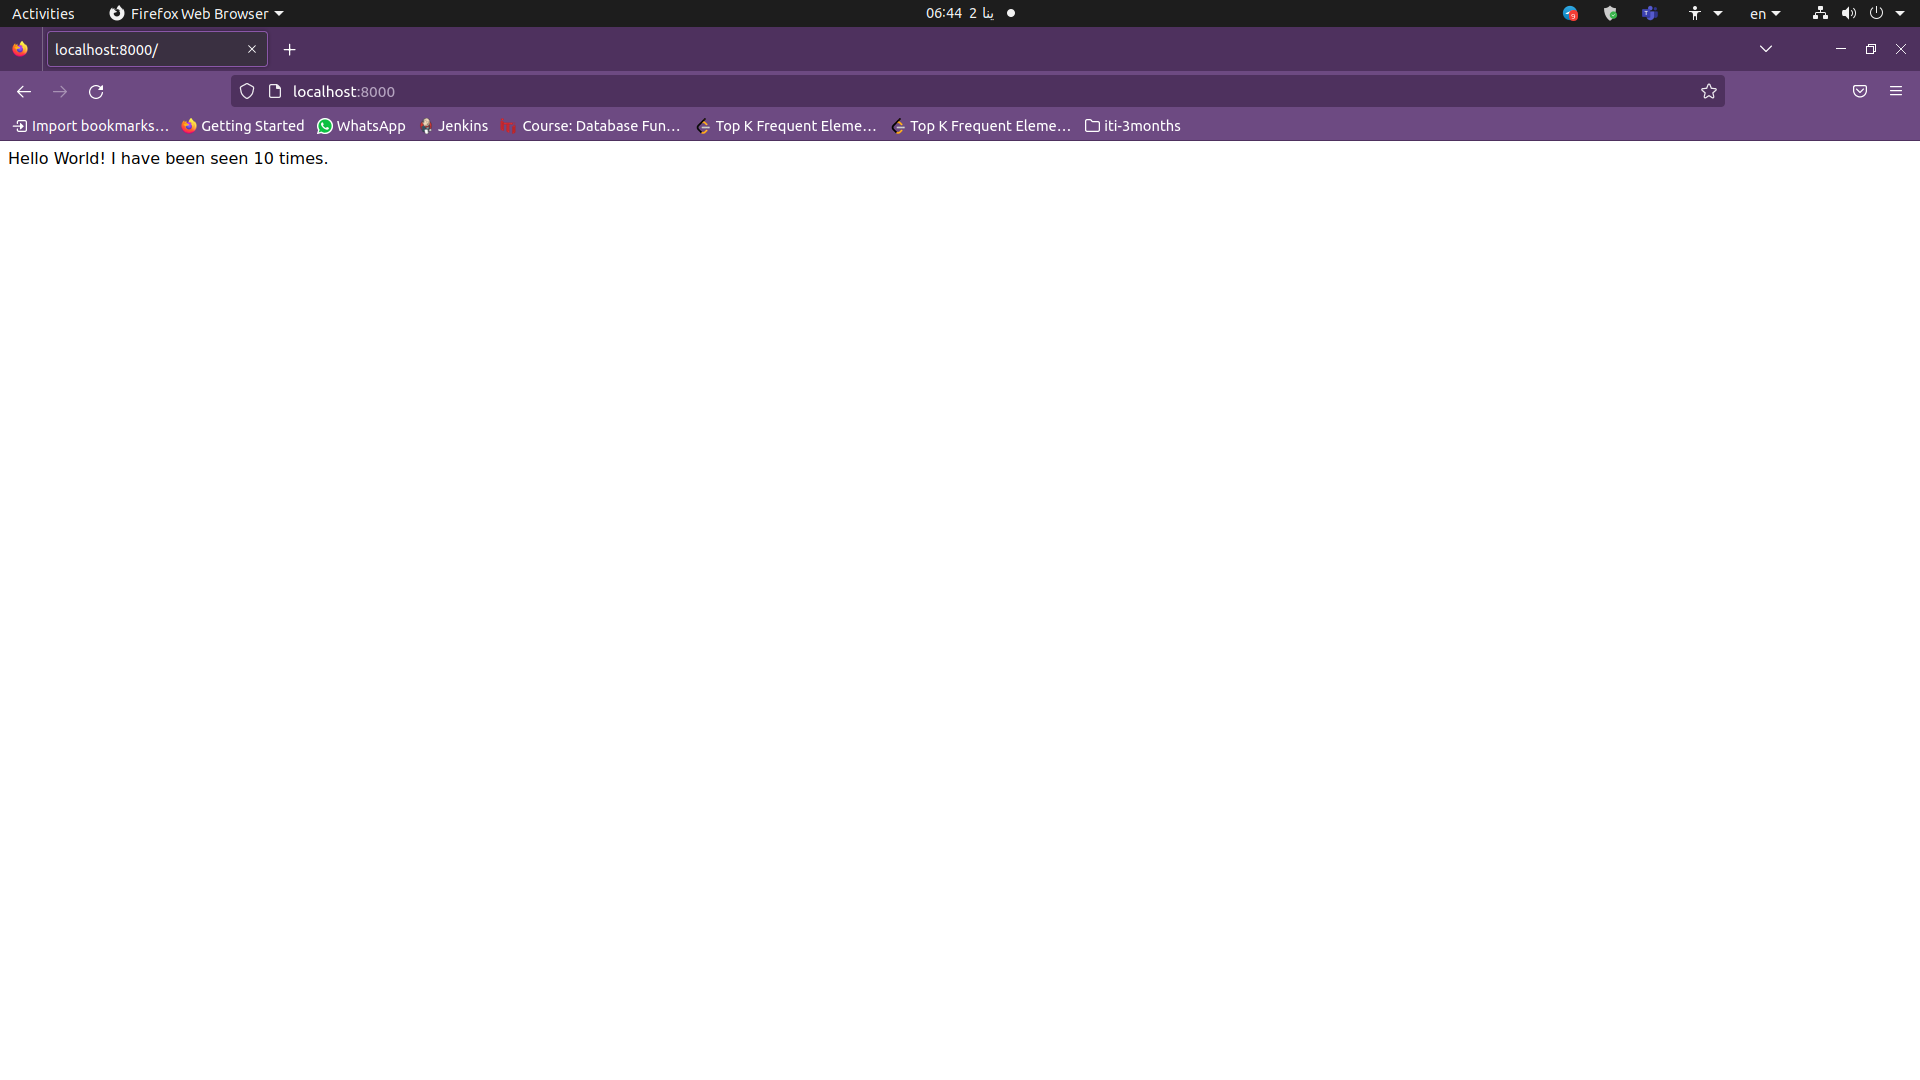 Activities
Firefox Web Browser
06:44 2 ينا
9
en
localhost:8000/
localhost:8000
Import bookmarks…
Getting Started
WhatsApp
Jenkins
Course: Database Fun…
Top K Frequent Eleme…
Top K Frequent Eleme…
iti-3months
Hello World! I have been seen 10 times.